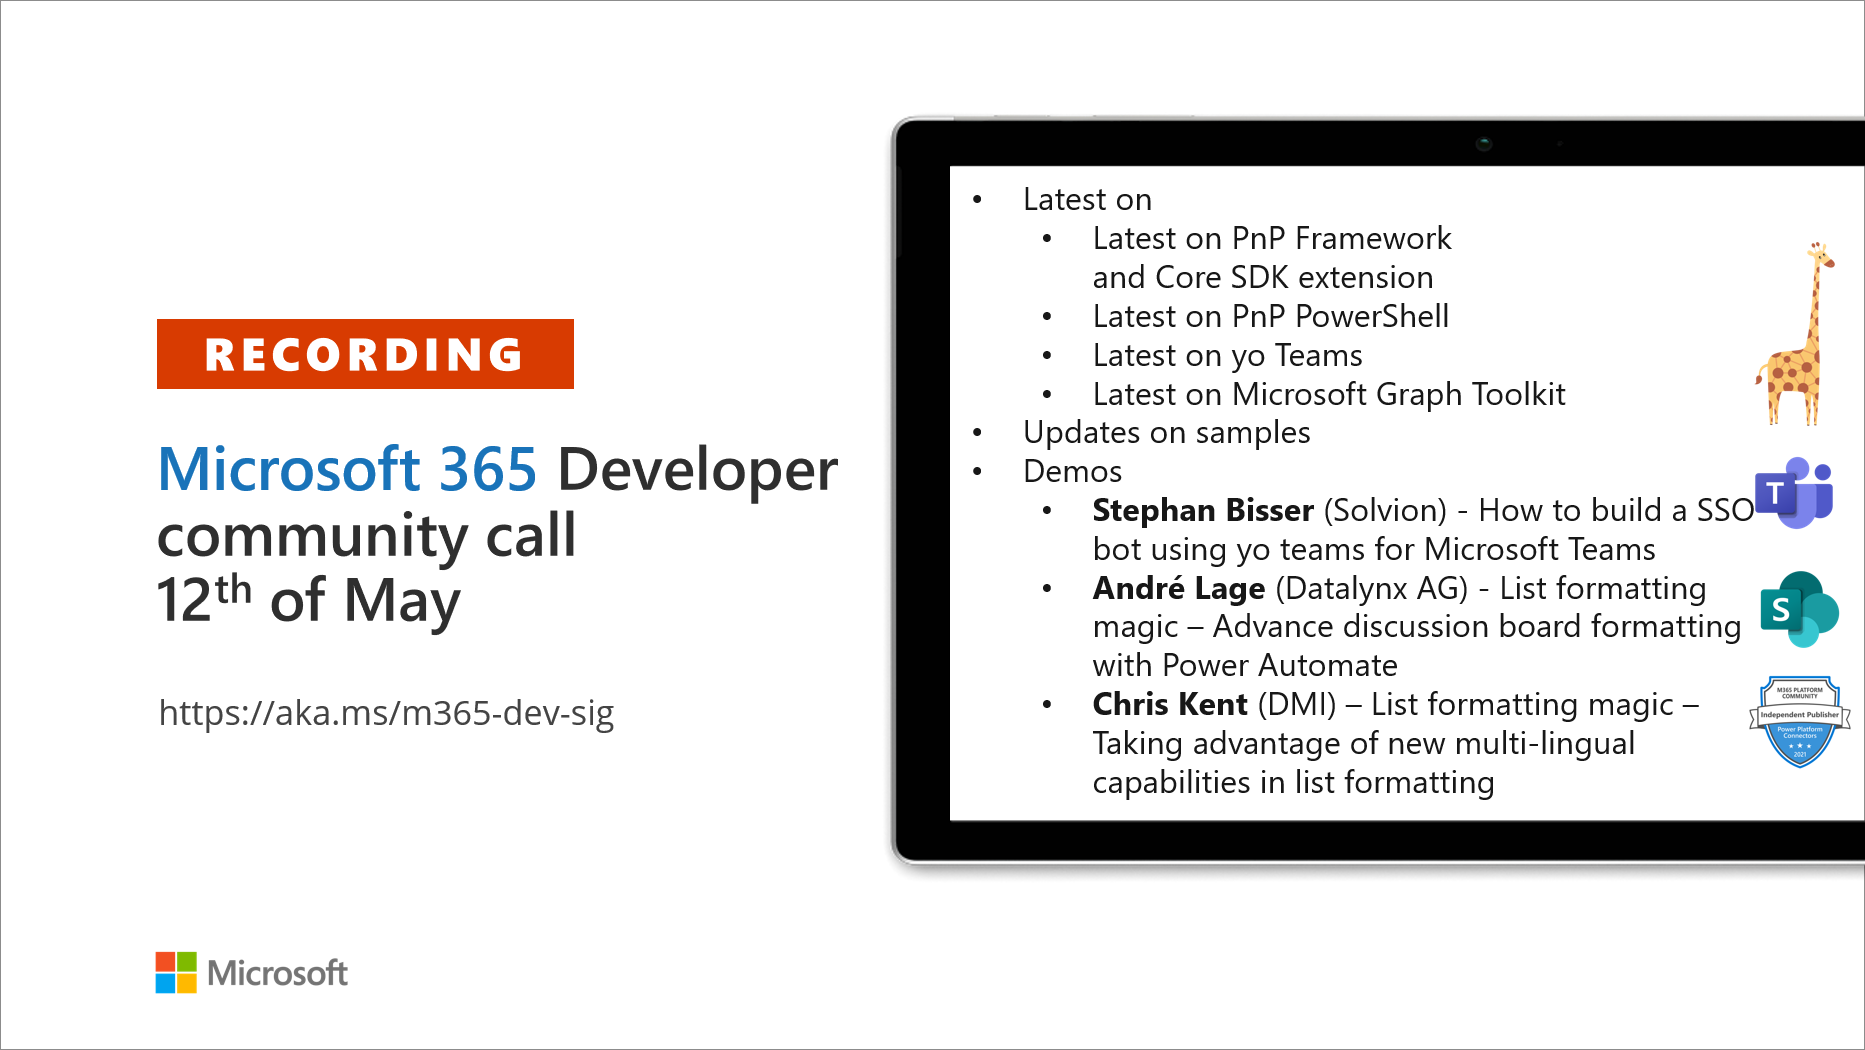 RECORDING
Microsoft 365 Developer
community call
12th of May
https://aka.ms/m365-dev-sig
Microsoft
• Latest on
• Latest on PnP Framework
and Core SDK extension
• Latest on PnP PowerShell
• Latest on yo Teams
• Latest on Microsoft Graph Toolkit
• Updates on samples
• Demos
• Stephan Bisser (Solvion) - How to build a SSO
bot using yo teams for Microsoft Teams
• André Lage (Datalynx AG) - List formatting
magic – Advance discussion board formatting
with Power Automate
• Chris Kent (DMI) – List formatting magic –
Taking advantage of new multi-lingual
capabilities in list formatting
T
S
M365 PLATFORM
COMMUNITY
Independent Publisher
Power Platform
Connectors
2021